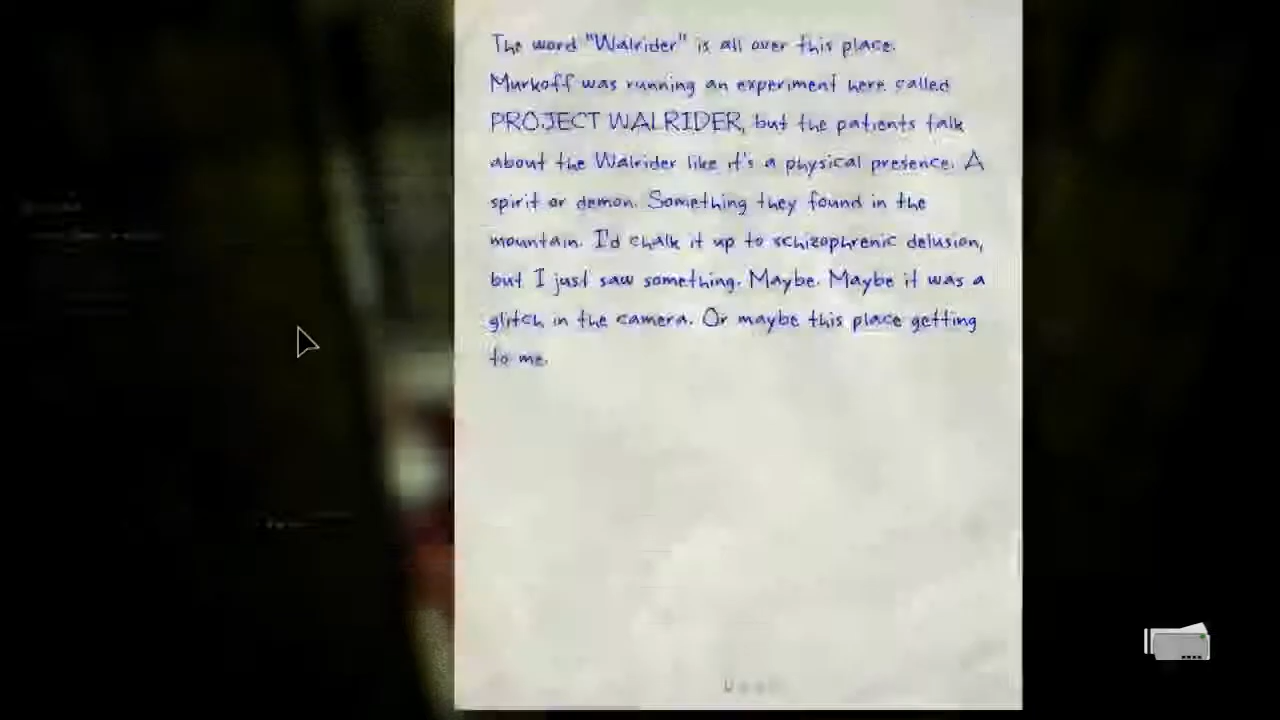 The word "Walrider" is all over this place.
Murkoff was running an experiment here called
PROJECT WALRIDER, but the patients talk
about the Walrider like it's a physical presence. A
spirit or demon. Something they found in the
mountain. I'd chalk it up to schizophrenic delusion,
but I just saw something. Maybe. Maybe it was a
glitch in the camera. Or maybe this place getting
to me.